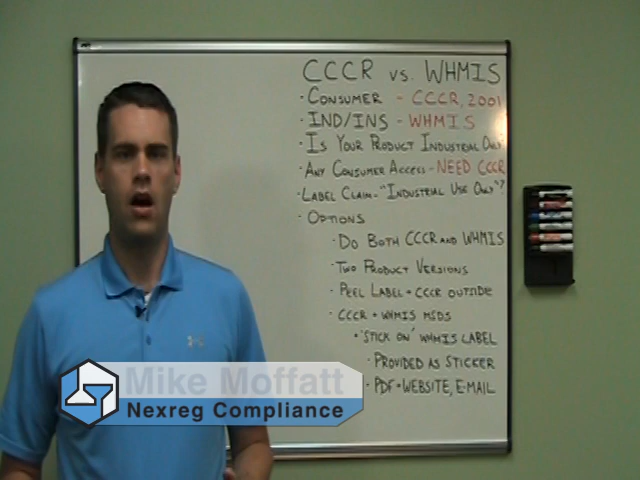 CCCR vs. WHMIS
· CONSUMER - CCCR, 2001
· IND/INS - WHMIS
· IS YOUR PRODUCT INDUSTRIAL ONLY?
· ANY CONSUMER ACCESS - NEED CCCR
· LABEL CLAIM - "INDUSTRIAL USE ONLY"?
· OPTIONS
· DO BOTH CCCR AND WHMIS
· TWO PRODUCT VERSIONS
· PEEL LABEL + CCCR OUTSIDE
· CCCR + WHMIS MSDS
· "STICK ON" WHMIS LABEL
· PROVIDED AS STICKER
· PDF + WEBSITE, E-MAIL
Mike Moffatt
Nexreg Compliance